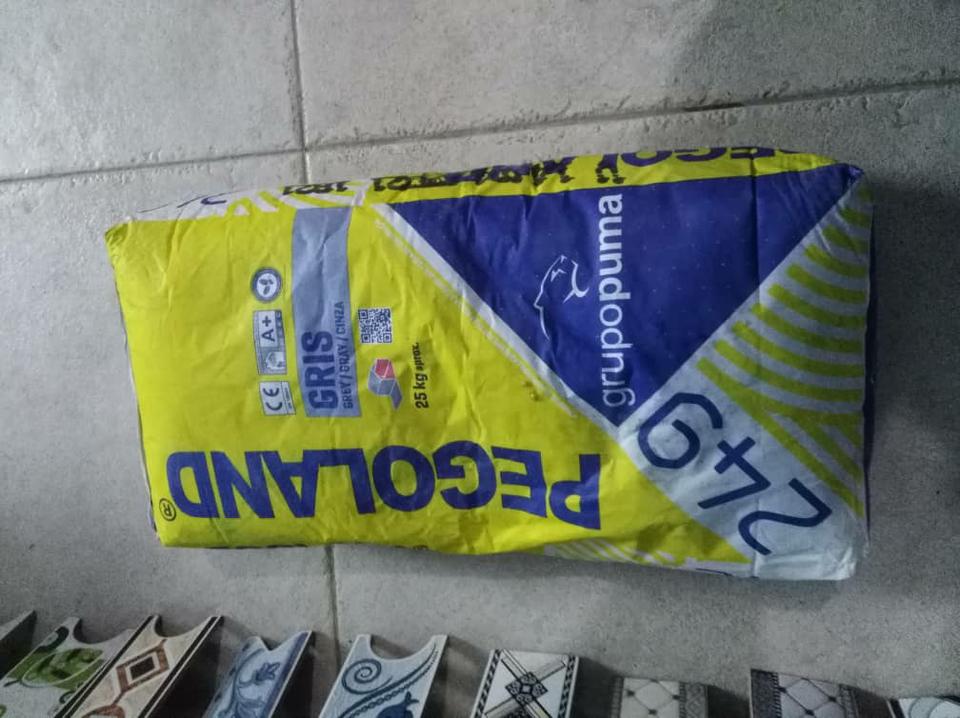 grupopuma
249
PEGOLAND®
GRIS
GREY / GRAY / CINZA
25 kg aprox.
CE
A+